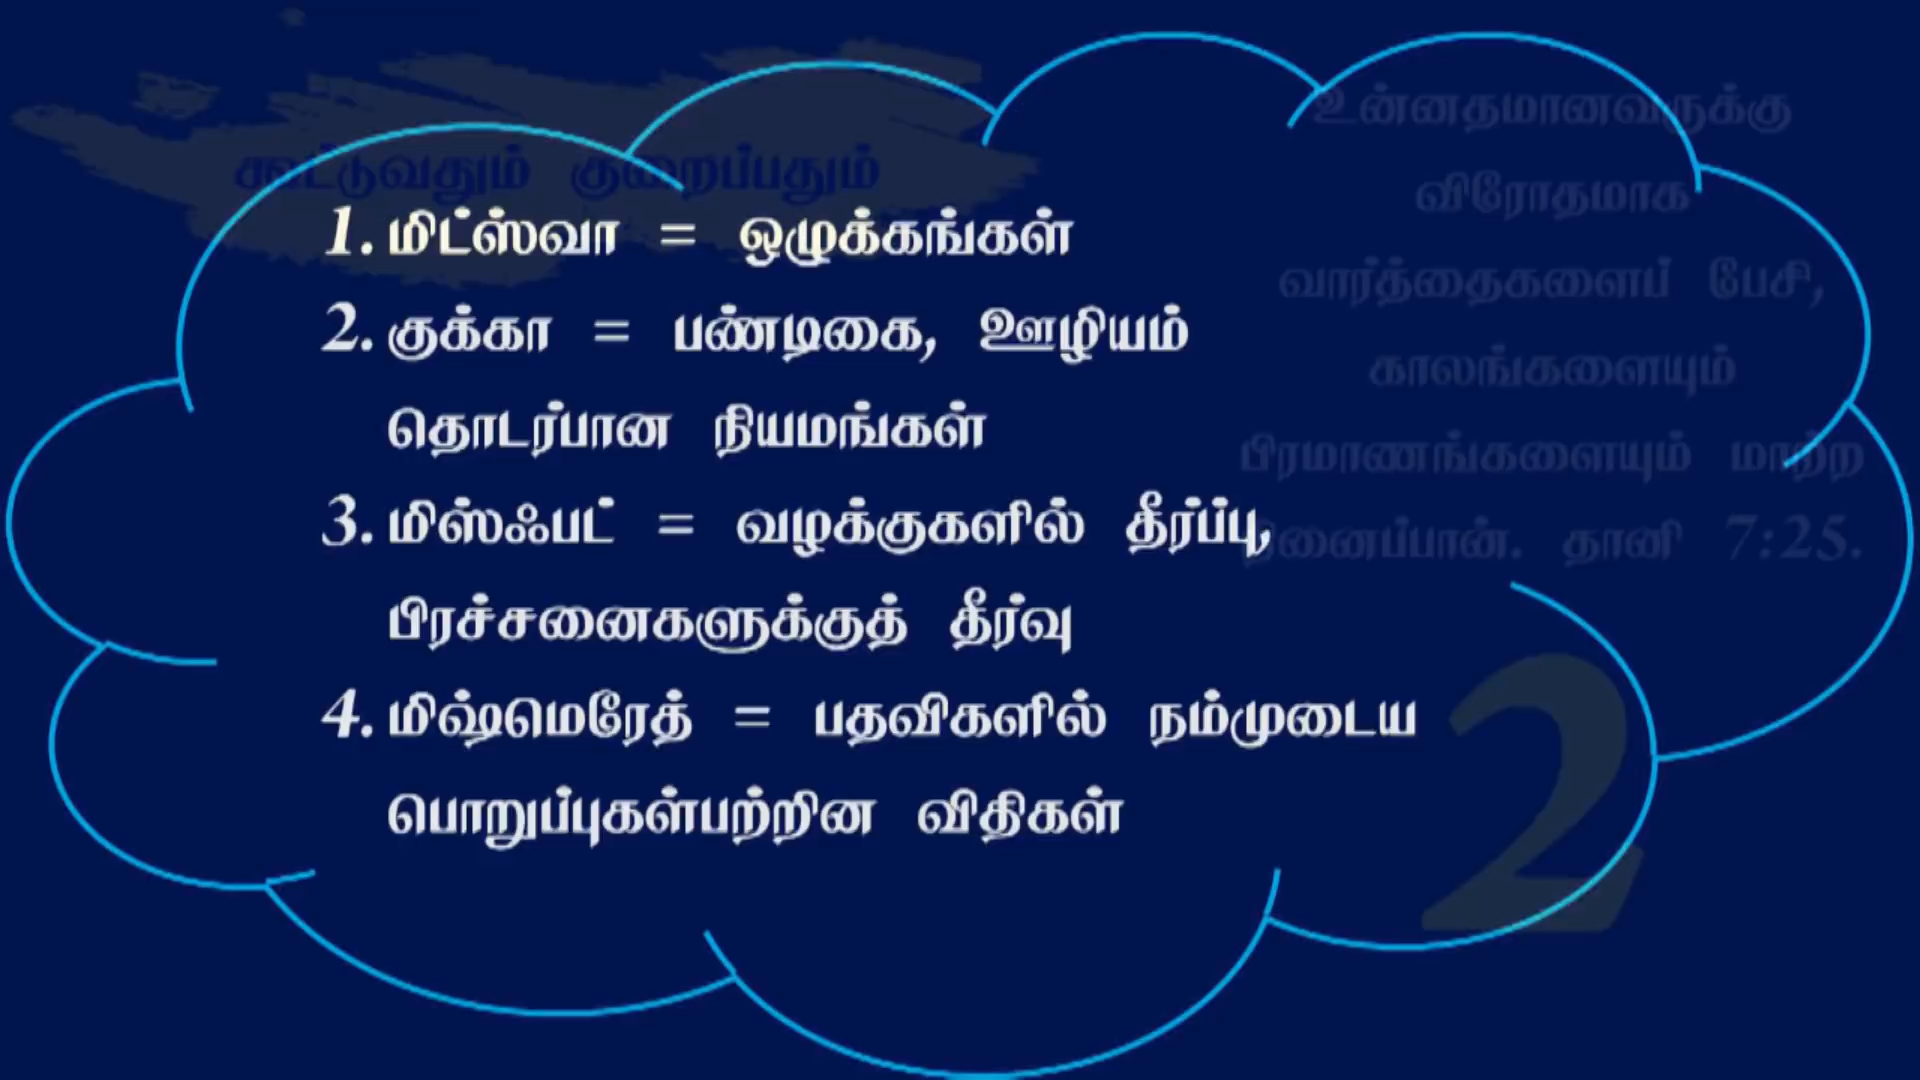 கூட்டுவதும் குறைப்பதும்
1. மிட்ஸ்வா = ஒழுக்கங்கள்
2. குக்கா = பண்டிகை, ஊழியம்
தொடர்பான நியமங்கள்
3. மிஸ்ஃபட் = வழக்குகளில் தீர்ப்பு,
பிரச்சனைகளுக்குத் தீர்வு
4. மிஷ்மெரேத் = பதவிகளில் நம்முடைய
பொறுப்புகள்பற்றின விதிகள்
உன்னதமானவருக்கு
விரோதமாக
வார்த்தைகளைப் பேசி,
காலங்களையும்
பிரமாணங்களையும் மாற்ற
நினைப்பான். தானி 7:25.
2